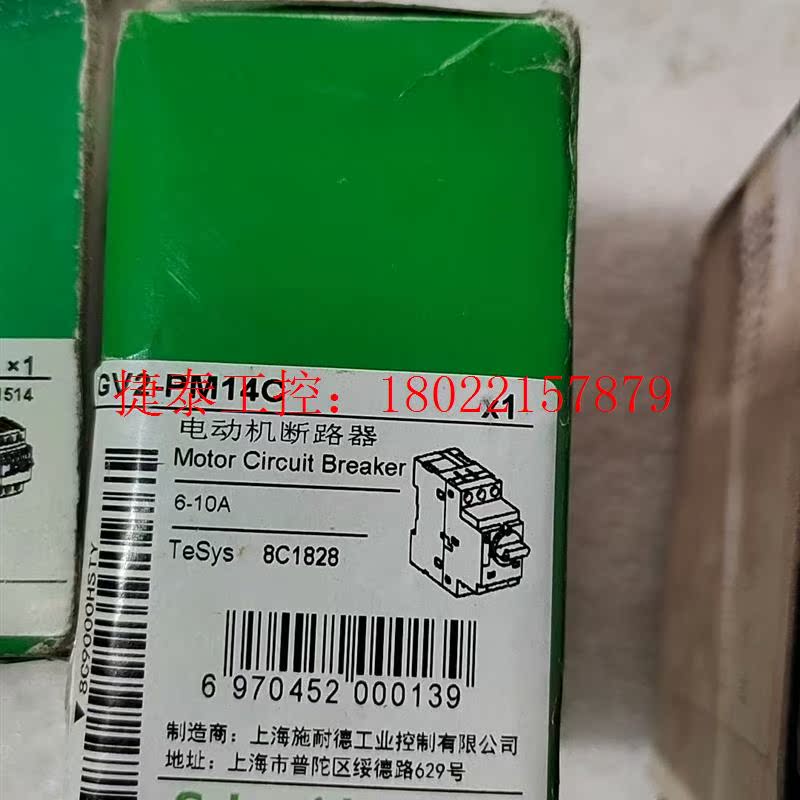 ×1
1514
GV2-PM14C
×1
捷泰工控：18022157879
电动机断路器
Motor Circuit Breaker
6-10A
TeSys 8C1828
8C9000HSTY
6 970452 000139
制造商：上海施耐德工业控制有限公司
地址：上海市普陀区绥德路629号